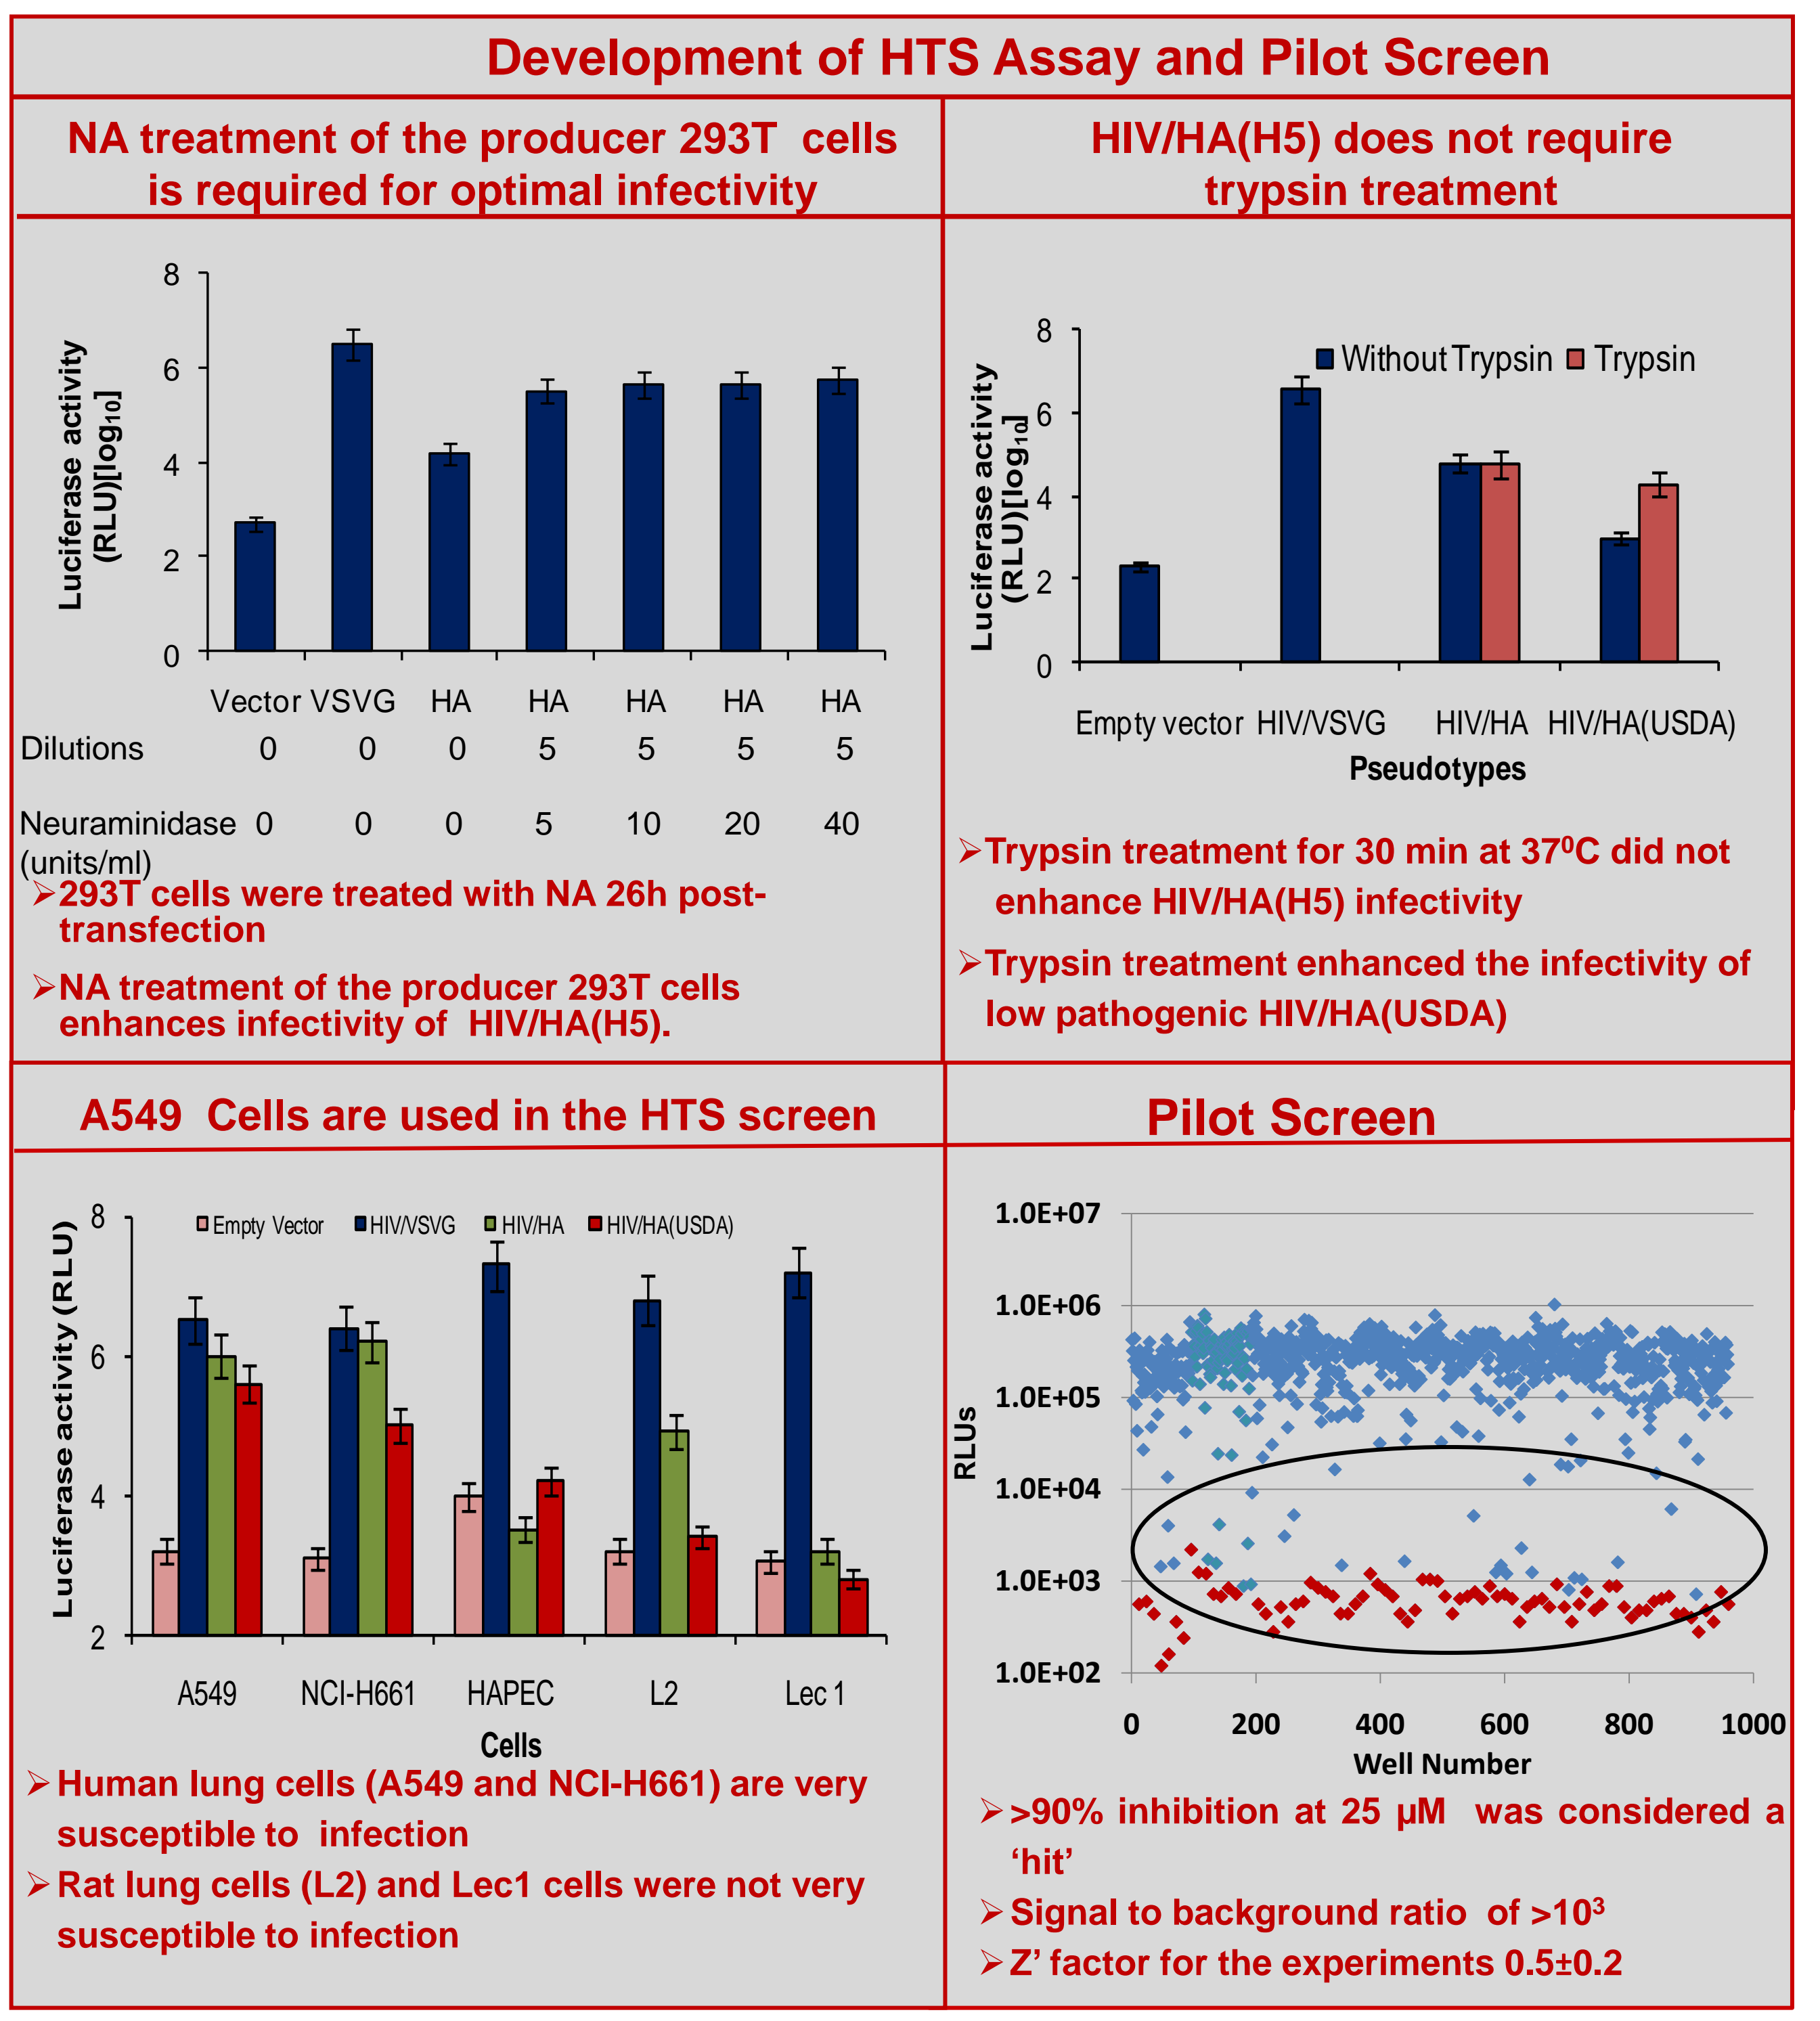 Development of HTS Assay and Pilot Screen
NA treatment of the producer 293T cells
is required for optimal infectivity
8
6
4
2
0
Luciferase activity
(RLU)[log₁₀]
Vector VSVG HA HA HA HA HA
Dilutions 0 0 0 5 5 5 5
Neuraminidase 0 0 0 5 10 20 40
(units/ml)
➢293T cells were treated with NA 26h post-
transfection
➢NA treatment of the producer 293T cells
enhances infectivity of HIV/HA(H5).
HIV/HA(H5) does not require
trypsin treatment
8
6
4
2
0
Luciferase activity
(RLU)[log₁₀]
Without Trypsin Trypsin
Empty vector HIV/VSVG HIV/HA HIV/HA(USDA)
Pseudotypes
➢Trypsin treatment for 30 min at 37⁰C did not
enhance HIV/HA(H5) infectivity
➢Trypsin treatment enhanced the infectivity of
low pathogenic HIV/HA(USDA)
A549 Cells are used in the HTS screen
8
6
4
2
Luciferase activity (RLU)
Empty Vector HIV/VSVG HIV/HA HIV/HA(USDA)
A549 NCI-H661 HAPEC L2 Lec 1
Cells
➢Human lung cells (A549 and NCI-H661) are very
susceptible to infection
➢Rat lung cells (L2) and Lec1 cells were not very
susceptible to infection
Pilot Screen
1.0E+07
1.0E+06
1.0E+05
1.0E+04
1.0E+03
1.0E+02
RLUs
0 200 400 600 800 1000
Well Number
➢>90% inhibition at 25 µM was considered a
‘hit’
➢Signal to background ratio of >10³
➢Z’ factor for the experiments 0.5±0.2